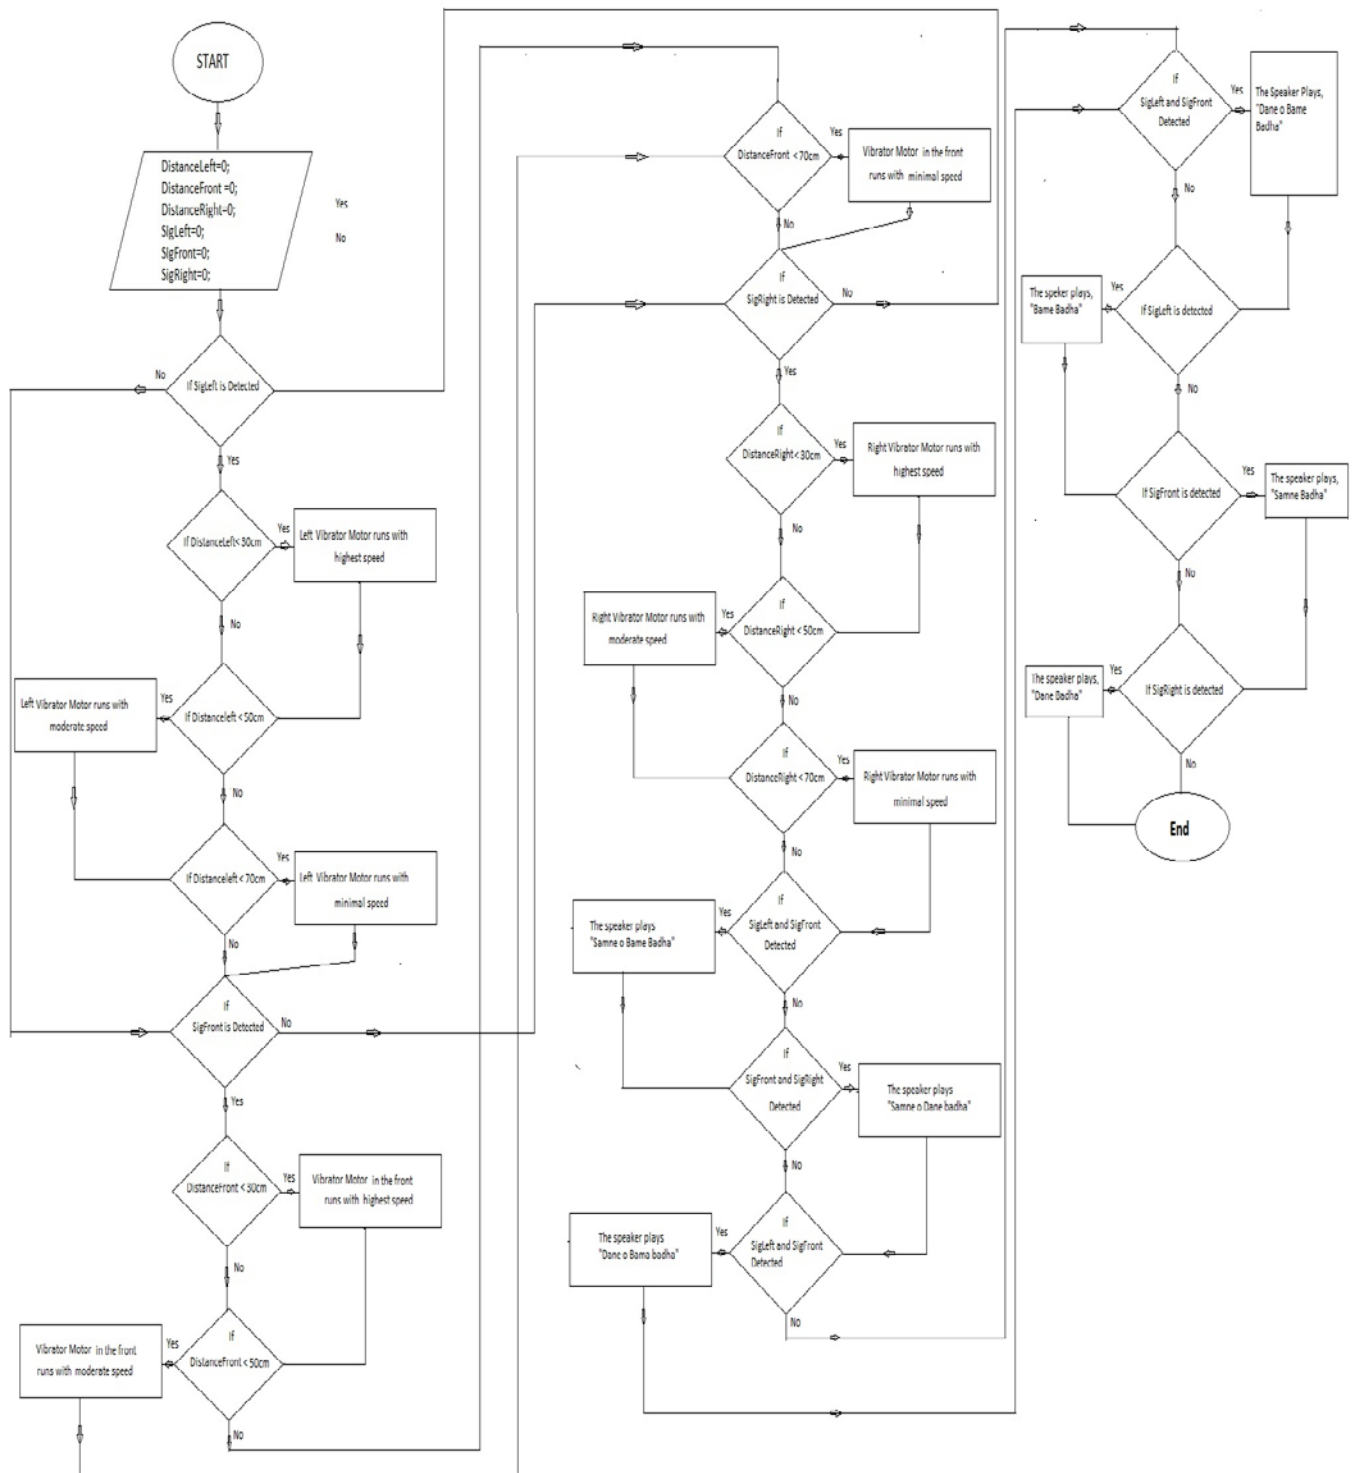 START
DistanceLeft=0;
DistanceFront =0;
DistanceRight=0;
SigLeft=0;
SigFront=0;
SigRight=0;
Yes
No
If SigLeft is Detected
No
Yes
If DistanceLeft< 30cm
Yes
Left Vibrator Motor runs with
highest speed
No
If Distanceleft < 50cm
Yes
Left Vibrator Motor runs with
moderate speed
No
If Distanceleft < 70cm
Yes
Left Vibrator Motor runs with
minimal speed
No
If
SigFront is Detected
No
Yes
If
DistanceFront < 30cm
Yes
Vibrator Motor in the front
runs with highest speed
No
If
DistanceFront < 50cm
Yes
Vibrator Motor in the front
runs with moderate speed
No
If
DistanceFront < 70cm
Yes
Vibrator Motor in the front
runs with minimal speed
No
If
SigRight is Detected
No
Yes
If
DistanceRight < 30cm
Yes
Right Vibrator Motor runs with
highest speed
No
If
DistanceRight < 50cm
Yes
Right Vibrator Motor runs with
moderate speed
No
If
DistanceRight < 70cm
Yes
Right Vibrator Motor runs with
minimal speed
No
If
SigLeft and SigFront
Detected
Yes
The speaker plays
"Samne o Bame Badha"
No
If
SigFront and SigRight
Detected
Yes
The speaker plays
"Samne o Dane badha"
No
If
SigLeft and SigFront
Detected
Yes
The speaker plays
"Dane o Bama badha"
No
If
SigLeft and SigFront
Detected
Yes
The Speaker Plays,
"Dane o Bame
Badha"
No
If SigLeft is detected
Yes
The speker plays,
"Bame Badha"
No
If SigFront is detected
Yes
The speaker plays,
"Samne Badha"
No
If SigRight is detected
Yes
The speaker plays,
"Dane Badha"
No
End